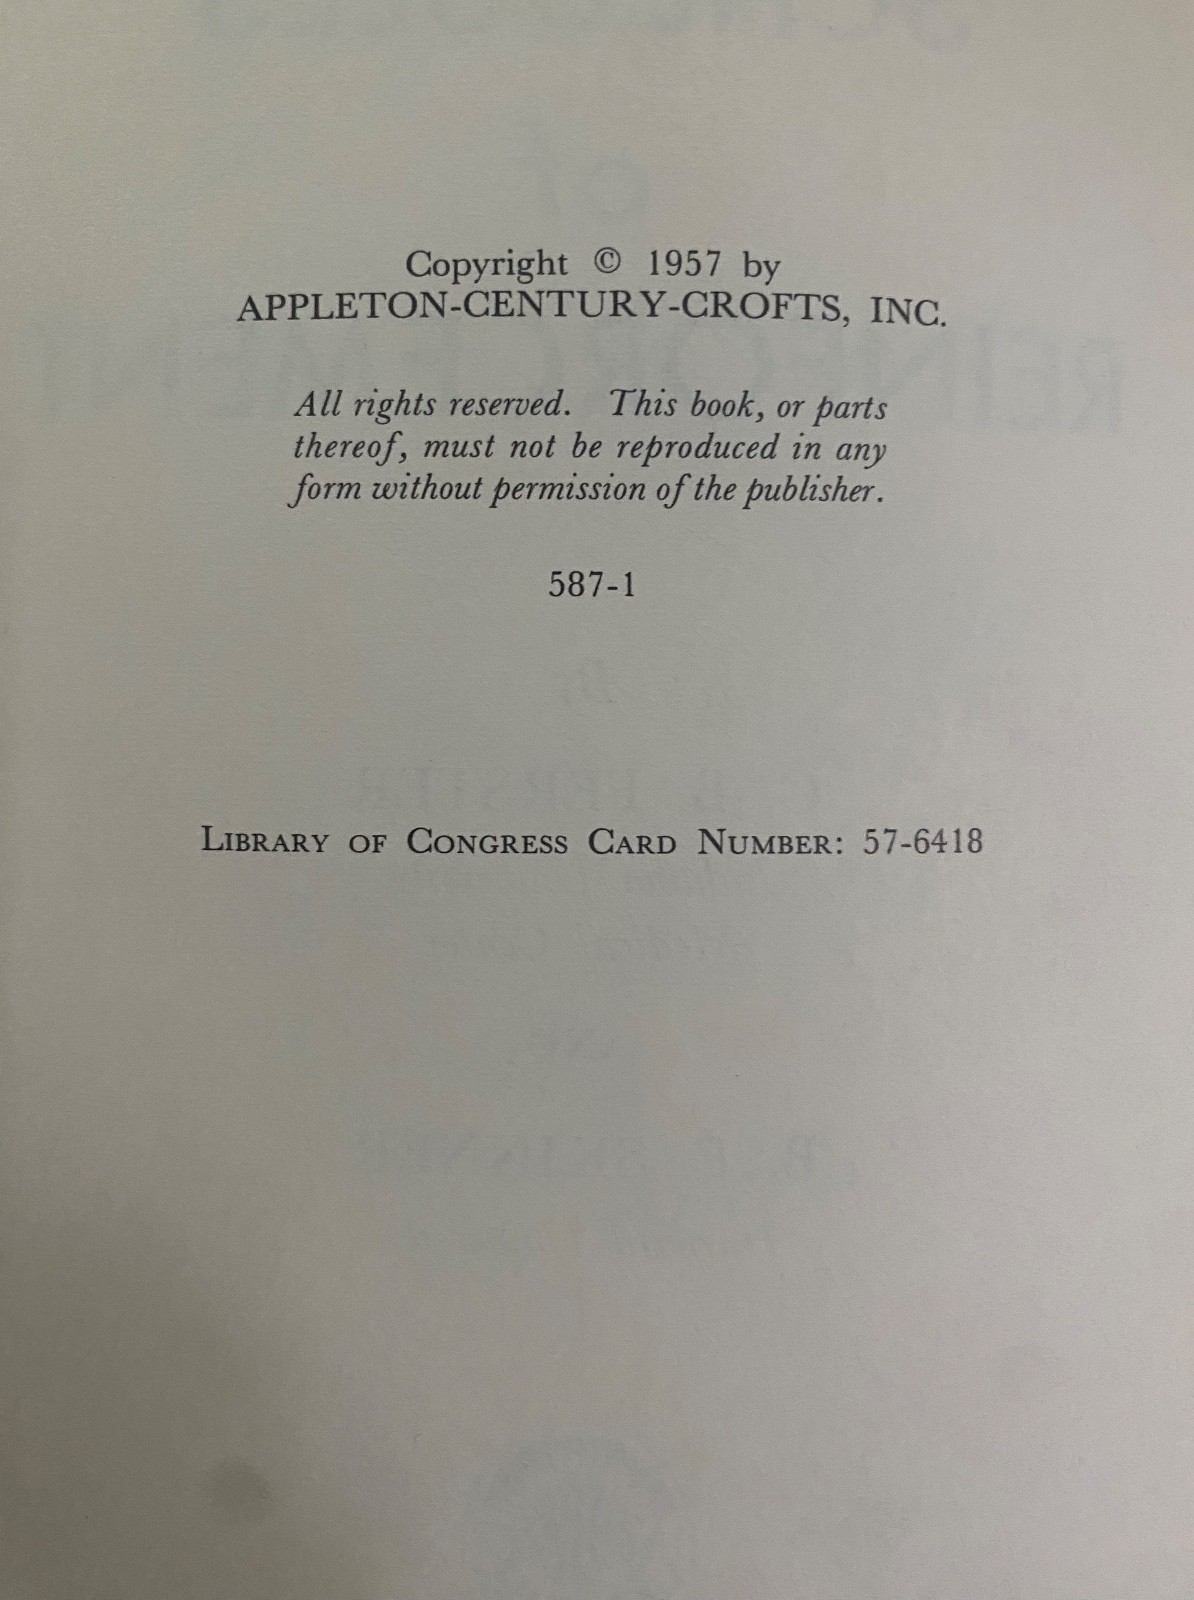 Copyright © 1957 by
APPLETON-CENTURY-CROFTS, INC.
All rights reserved. This book, or parts
thereof, must not be reproduced in any
form without permission of the publisher.
587-1
LIBRARY OF CONGRESS CARD NUMBER: 57-6418